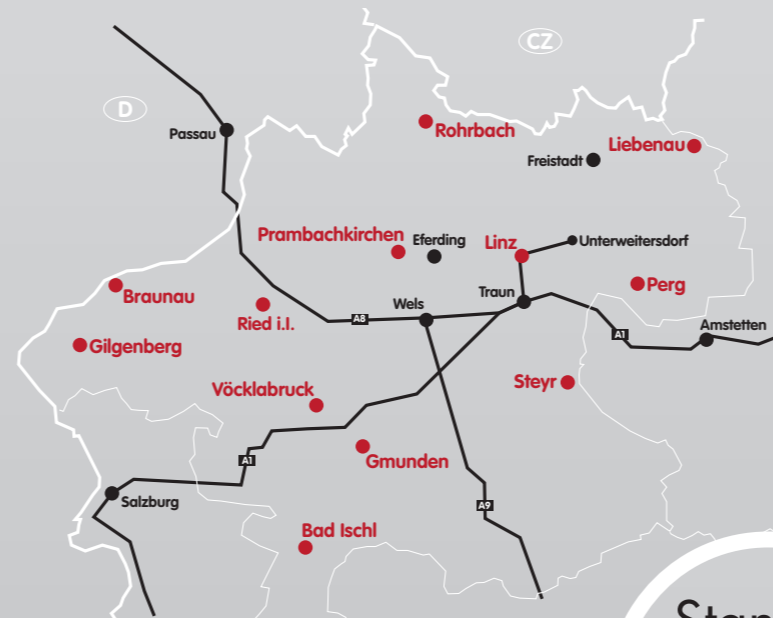 CZ
D
Rohrbach
Passau
Liebenau
Freistadt
Prambachkirchen
Eferding
Linz
Unterweitersdorf
Braunau
Perg
Traun
Wels
Ried i.I.
A8
Amstetten
A1
Gilgenberg
Steyr
Vöcklabruck
A1
Gmunden
Salzburg
A9
Bad Ischl